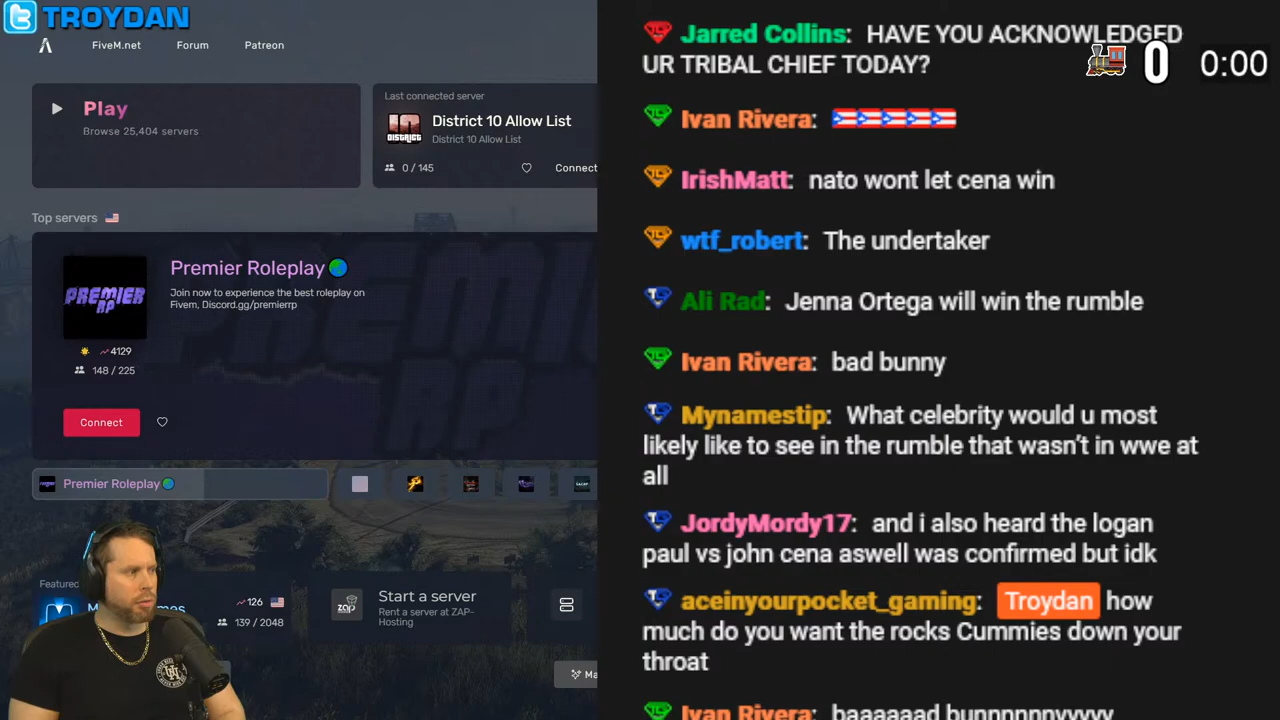 TROYDAN
FiveM.net Forum Patreon
Play
Browse 25,404 servers
Last connected server
District 10 Allow List
District 10 Allow List
0 / 145
Connect
Top servers
PREMIER
RP
Premier Roleplay
Join now to experience the best roleplay on
Fivem, Discord.gg/premierrp
4129
148 / 225
Connect
Premier Roleplay
Featured
126
139 / 2048
ZAP
Start a server
Rent a server at ZAP-
Hosting
Ma
Jarred Collins: HAVE YOU ACKNOWLEDGED
UR TRIBAL CHIEF TODAY?
0 0:00
Ivan Rivera: 🇵🇷🇵🇷🇵🇷🇵🇷🇵🇷
IrishMatt: nato wont let cena win
wtf_robert: The undertaker
Ali Rad: Jenna Ortega will win the rumble
Ivan Rivera: bad bunny
Mynamestip: What celebrity would u most
likely like to see in the rumble that wasn't in wwe at
all
JordyMordy17: and i also heard the logan
paul vs john cena aswell was confirmed but idk
aceinyourpocket_gaming: Troydan how
much do you want the rocks Cummies down your
throat
Ivan Rivera: baaaaaad bunnnnnnyyyyy